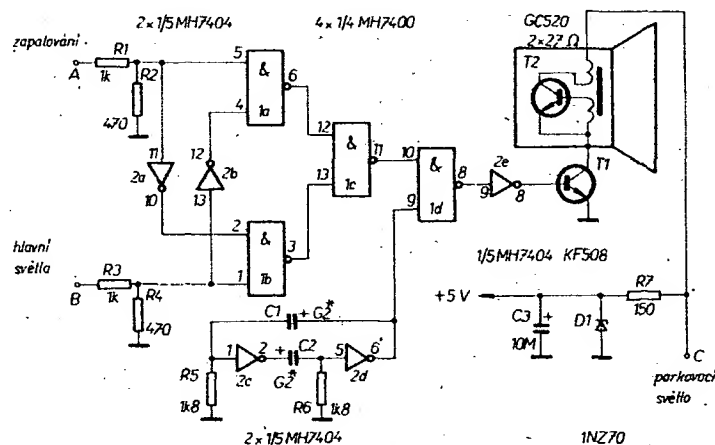 2 x 1/5 MH7404
4 x 1/4 MH7400
GC520
2 x 27 Ω
zapalování
A
R1
1k
R2
470
5
&
6
4
1a
T2
12
&
11
13
1c
10
&
8
9
1d
2e
9
8
T1
11
2a
10
12
2b
13
2
&
3
1
1b
hlavní
světla
B
R3
1k
R4
470
1/5 MH7404
KF508
+5 V
R7
150
C3
+
10M
D1
C
parkovací
světlo
C1
+ G2*
R5
1k8
1
2
2c
+
C2
G2*
5
6
2d
R6
1k8
2 x 1/5 MH7404
1NZ70